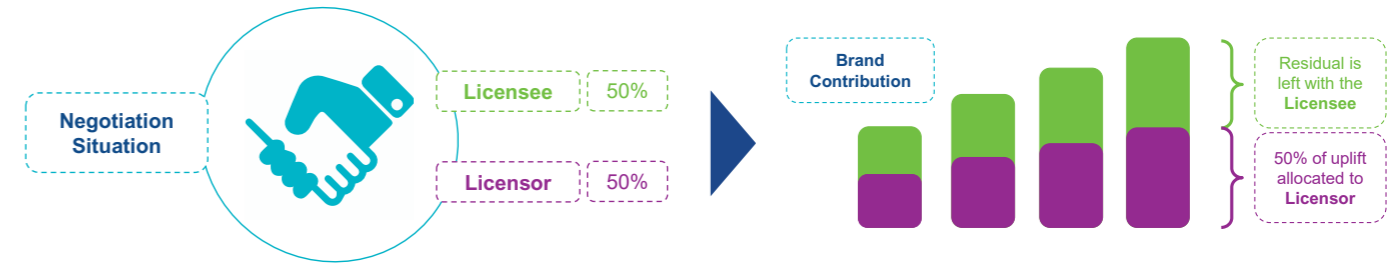 Negotiation
Situation
Licensee
50%
Licensor
50%
Brand
Contribution
Residual is
left with the
Licensee
50% of uplift
allocated to
Licensor